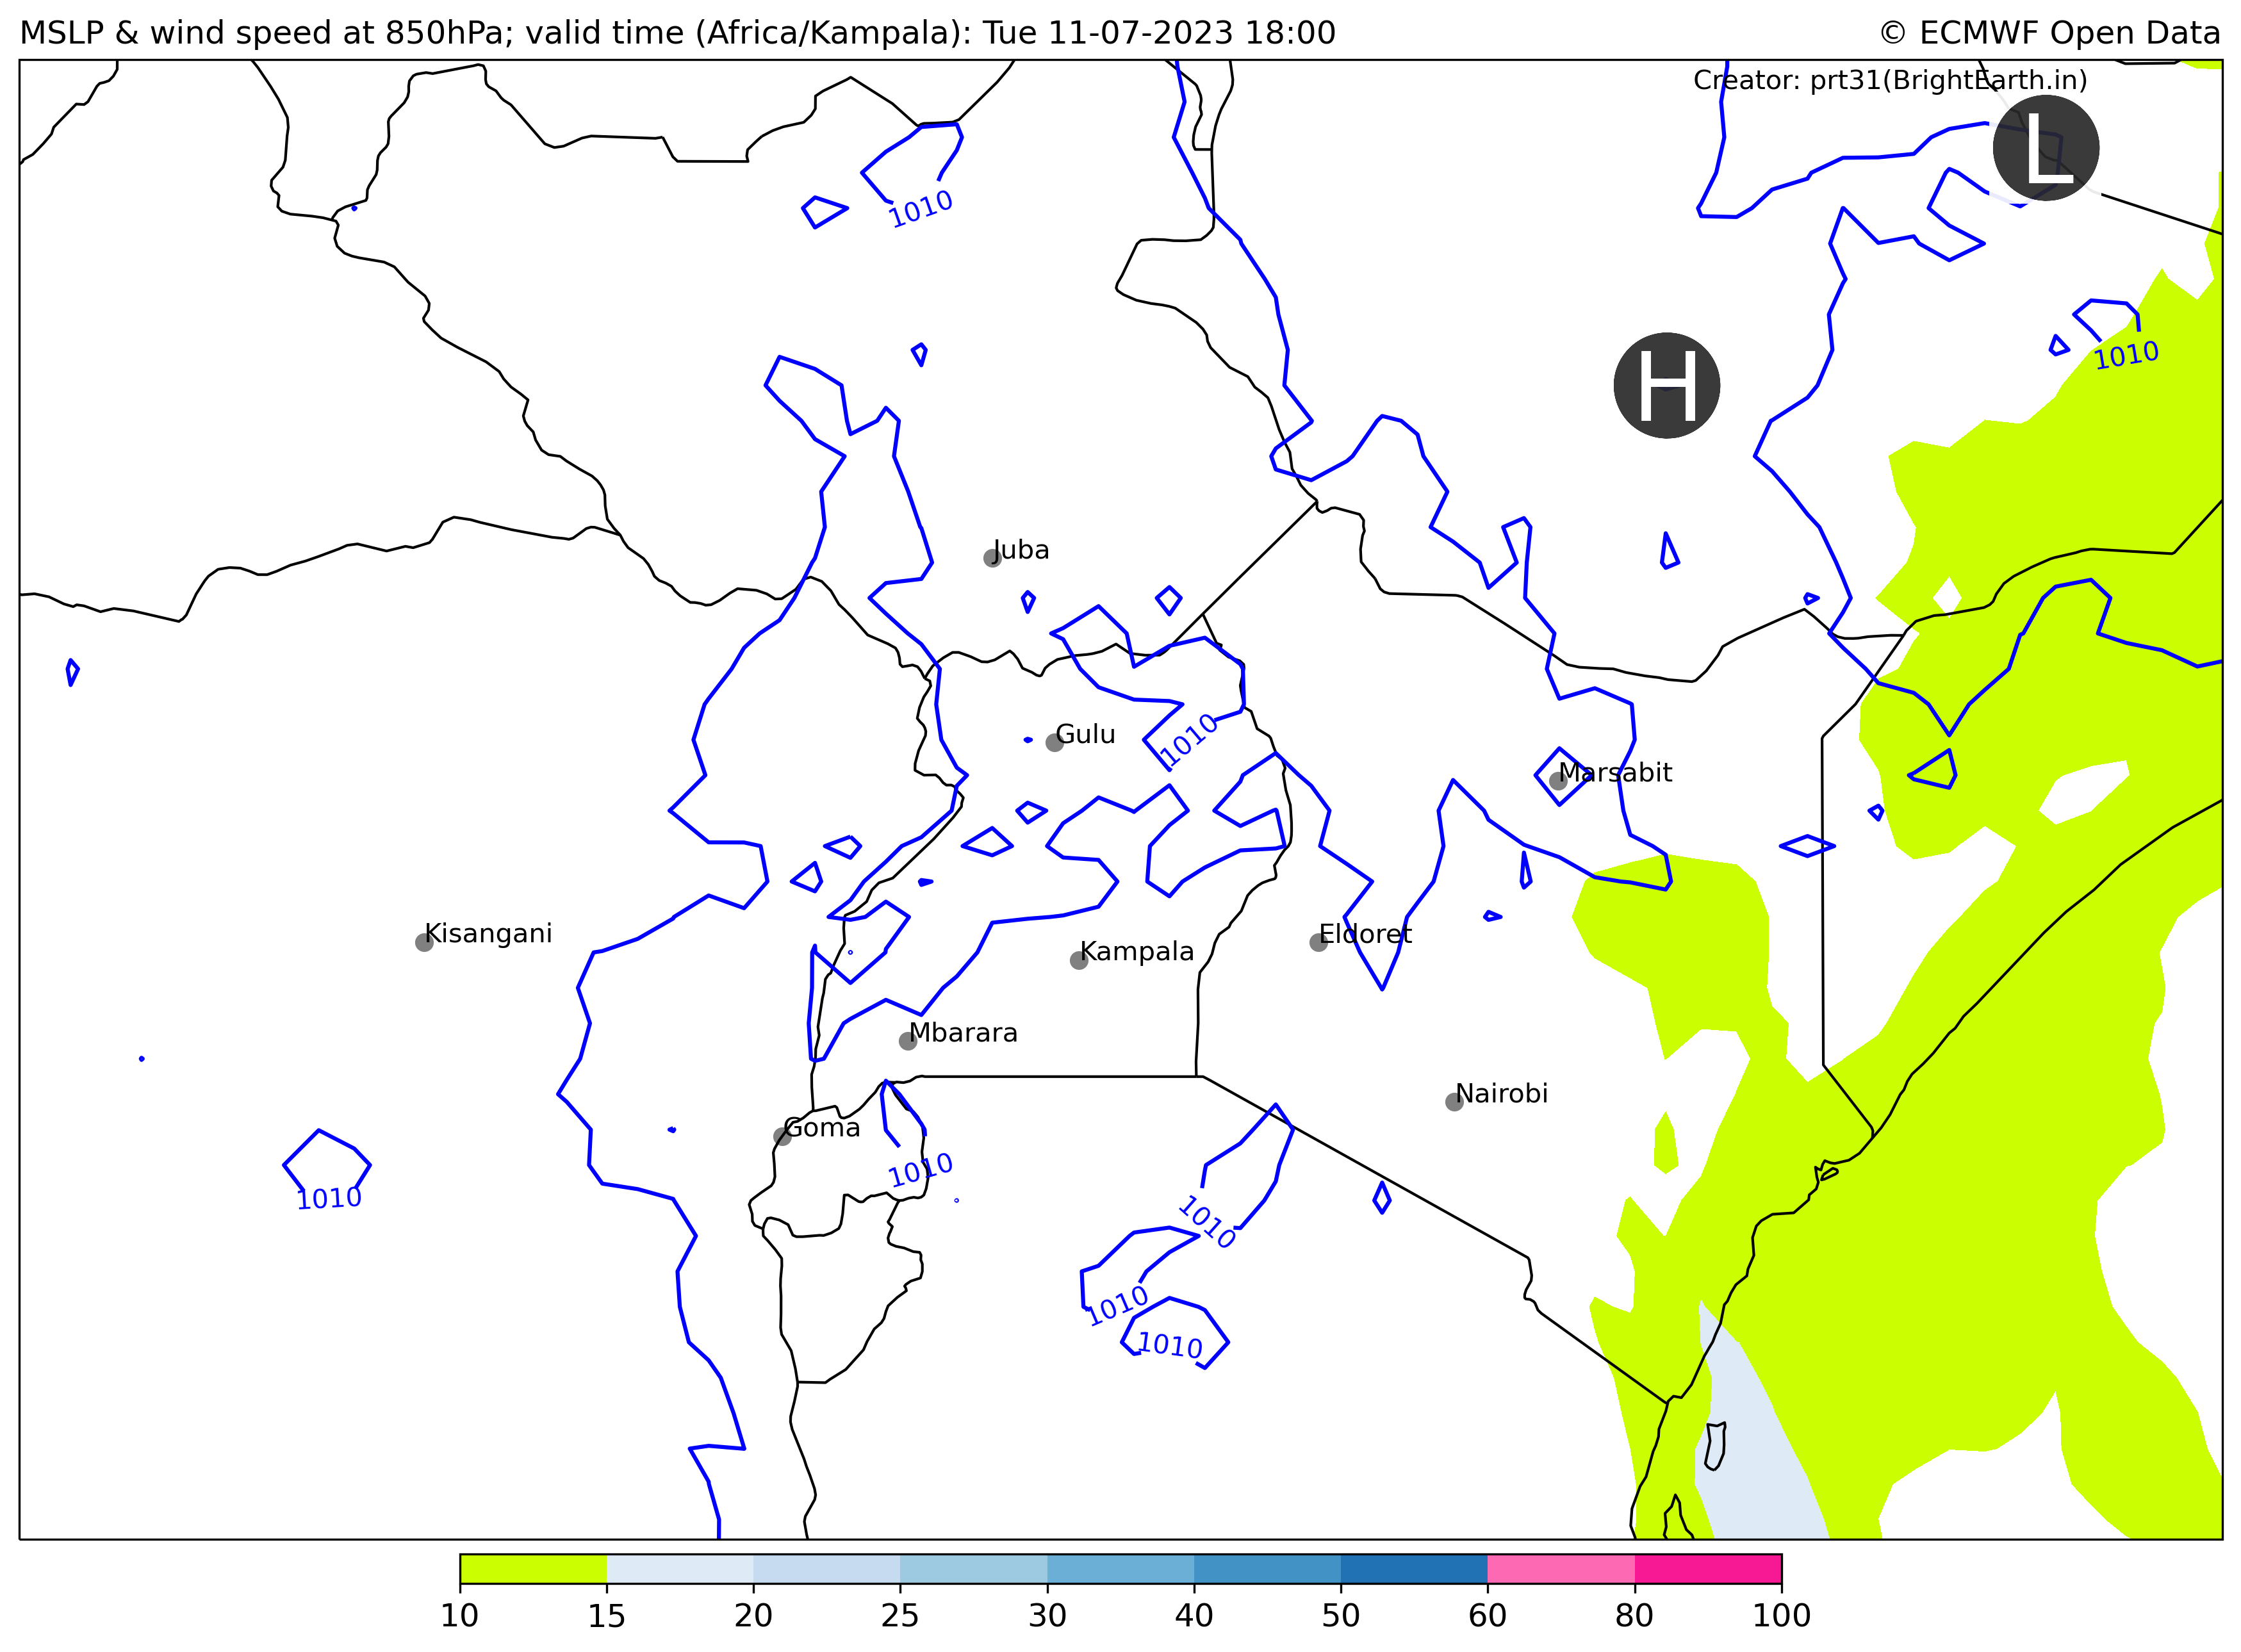 MSLP & wind speed at 850hPa; valid time (Africa/Kampala): Tue 11-07-2023 18:00
© ECMWF Open Data
Creator: prt31(BrightEarth.in)
L
1010
1010
H
Juba
Gulu
1010
Marsabit
Kisangani
Eldoret
Kampala
Mbarara
Nairobi
Goma
1010
1010
1010
1010
1010
10 15 20 25 30 40 50 60 80 100